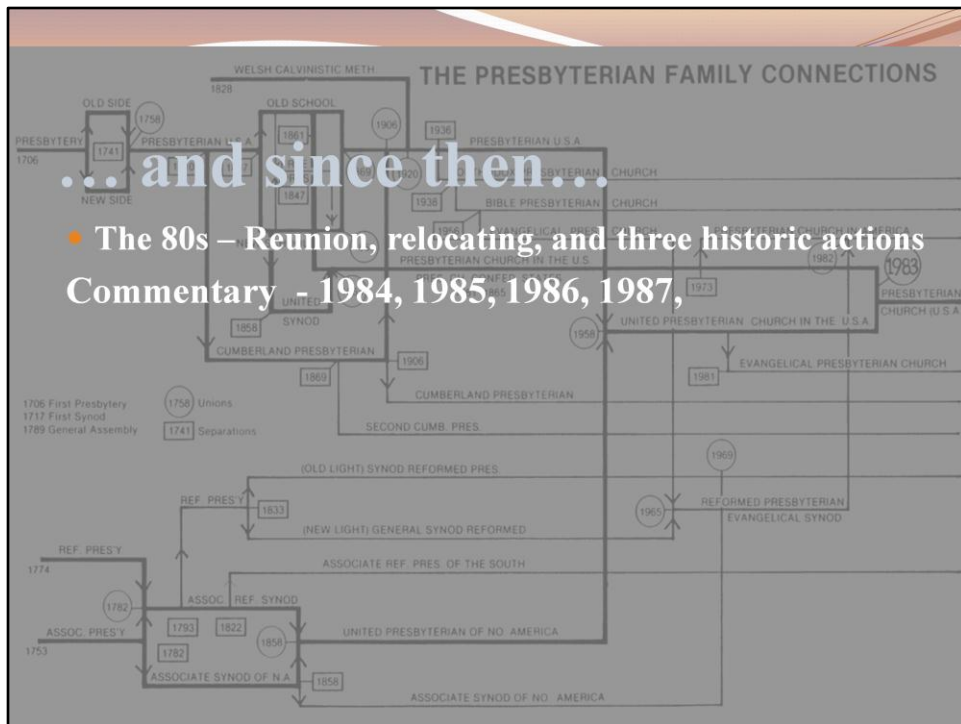 WELSH CALVINISTIC METH
THE PRESBYTERIAN FAMILY CONNECTIONS
1828
OLD SIDE
1758
OLD SCHOOL
1906
1936
PRESBYTERY
1741
PRESBYTERIAN U.S.A.
1861
PRESBYTERIAN U.S.A.
1706
… and since then…
1920
CHURCH
NEW SIDE
1847
1936
BIBLE PRESBYTERIAN CHURCH
1956
• The 80s – Reunion, relocating, and three historic actions
PRESBYTERIAN CHURCH IN THE U.S.
1982
1983
Commentary - 1984, 1985, 1986, 1987,
1973
PRESBYTERIAN
CHURCH (U.S.A
1858
UNITED
SYNOD
1958
UNITED PRESBYTERIAN CHURCH IN THE U.S.A.
CUMBERLAND PRESBYTERIAN
1906
EVANGELICAL PRESBYTERIAN CHURCH
1869
1981
1706 First Presbytery
1758 Unions
CUMBERLAND PRESBYTERIAN
1717 First Synod
1789 General Assembly
1741 Separations
SECOND CUMB. PRES.
1969
(OLD LIGHT) SYNOD REFORMED PRES.
REF. PRES'Y
1833
1965
REFORMED PRESBYTERIAN
EVANGELICAL SYNOD
(NEW LIGHT) GENERAL SYNOD REFORMED
REF. PRES'Y
ASSOCIATE REF. PRES. OF THE SOUTH
1774
ASSOC. REF. SYNOD
1782
1793
1822
1858
UNITED PRESBYTERIAN OF NO. AMERICA
ASSOC. PRES'Y
1753
1782
ASSOCIATE SYNOD OF N.A.
1858
ASSOCIATE SYNOD OF NO. AMERICA